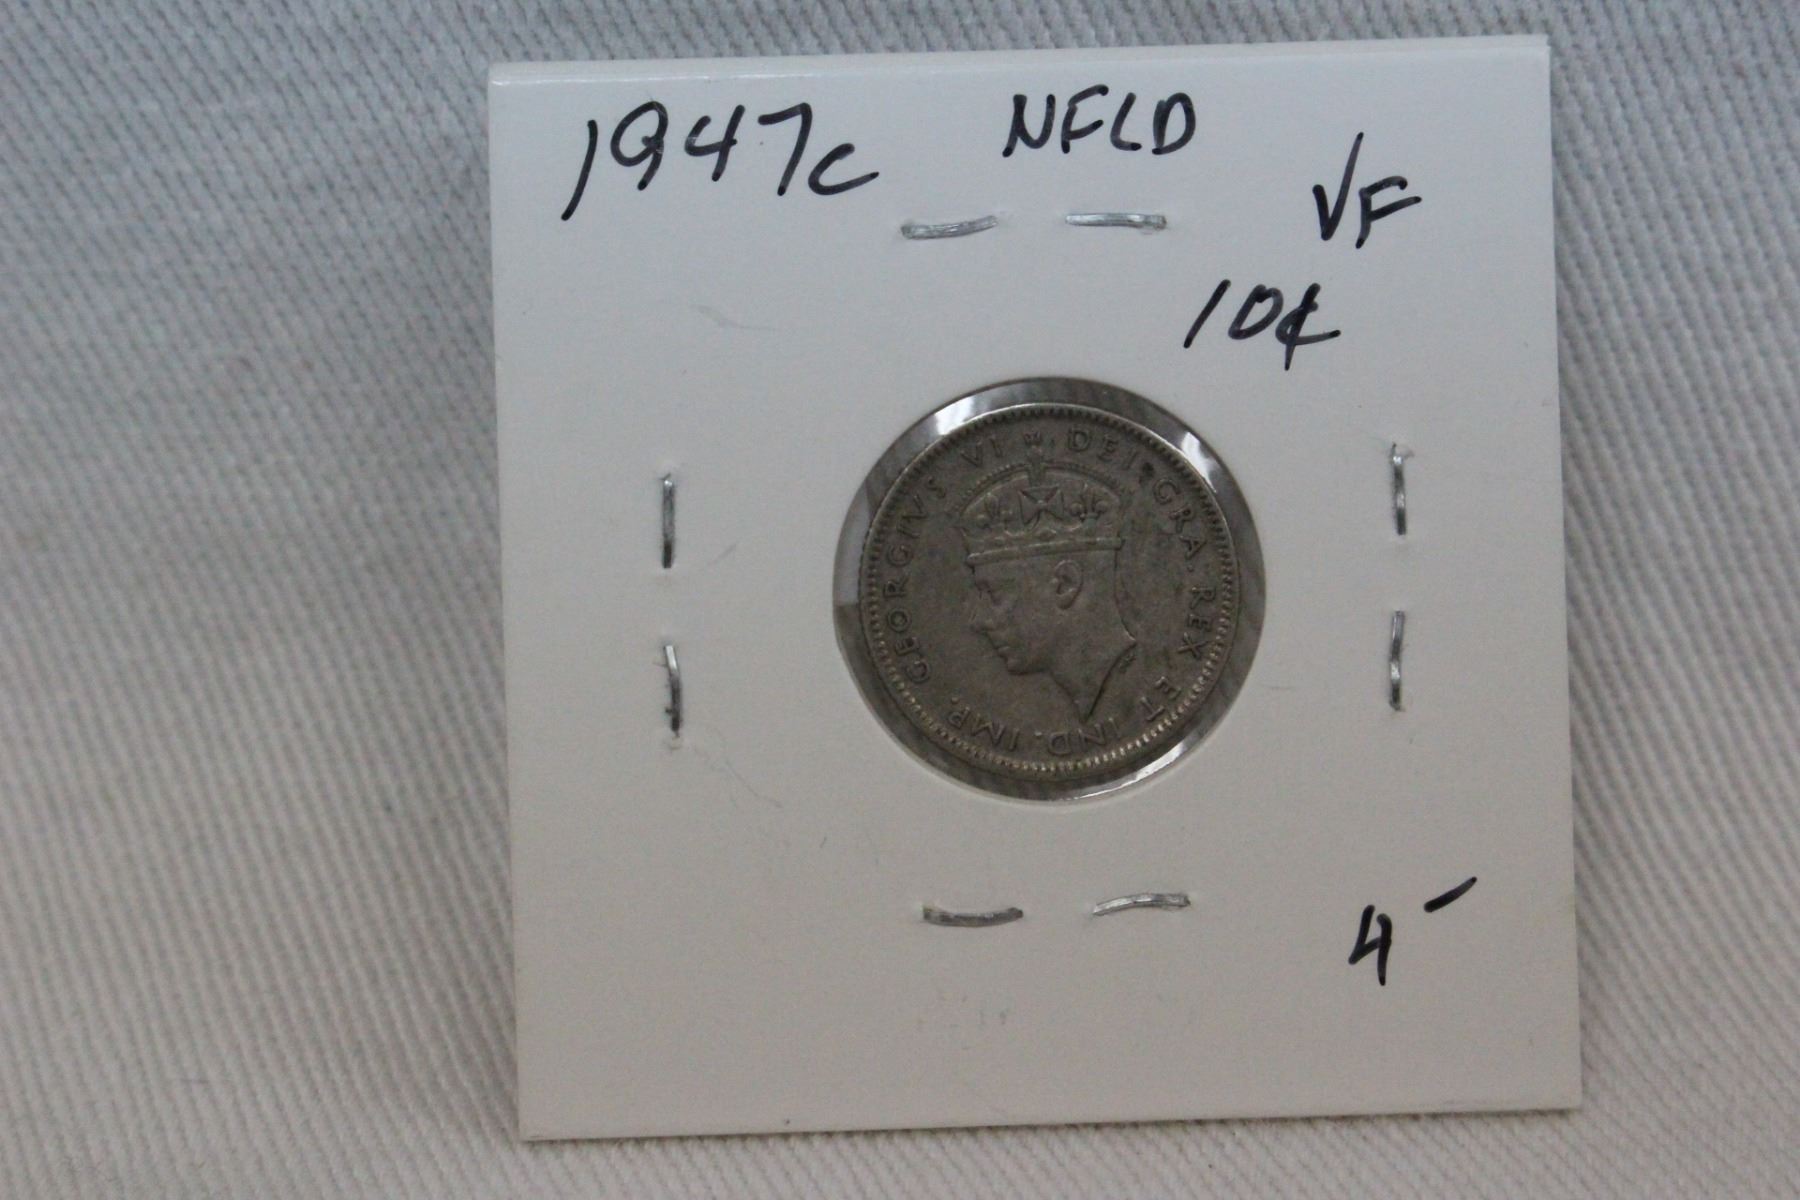 1947c NFLD
VF
10¢
GEORGIVS VI DEI GRA. REX ET IND. IMP.
4-